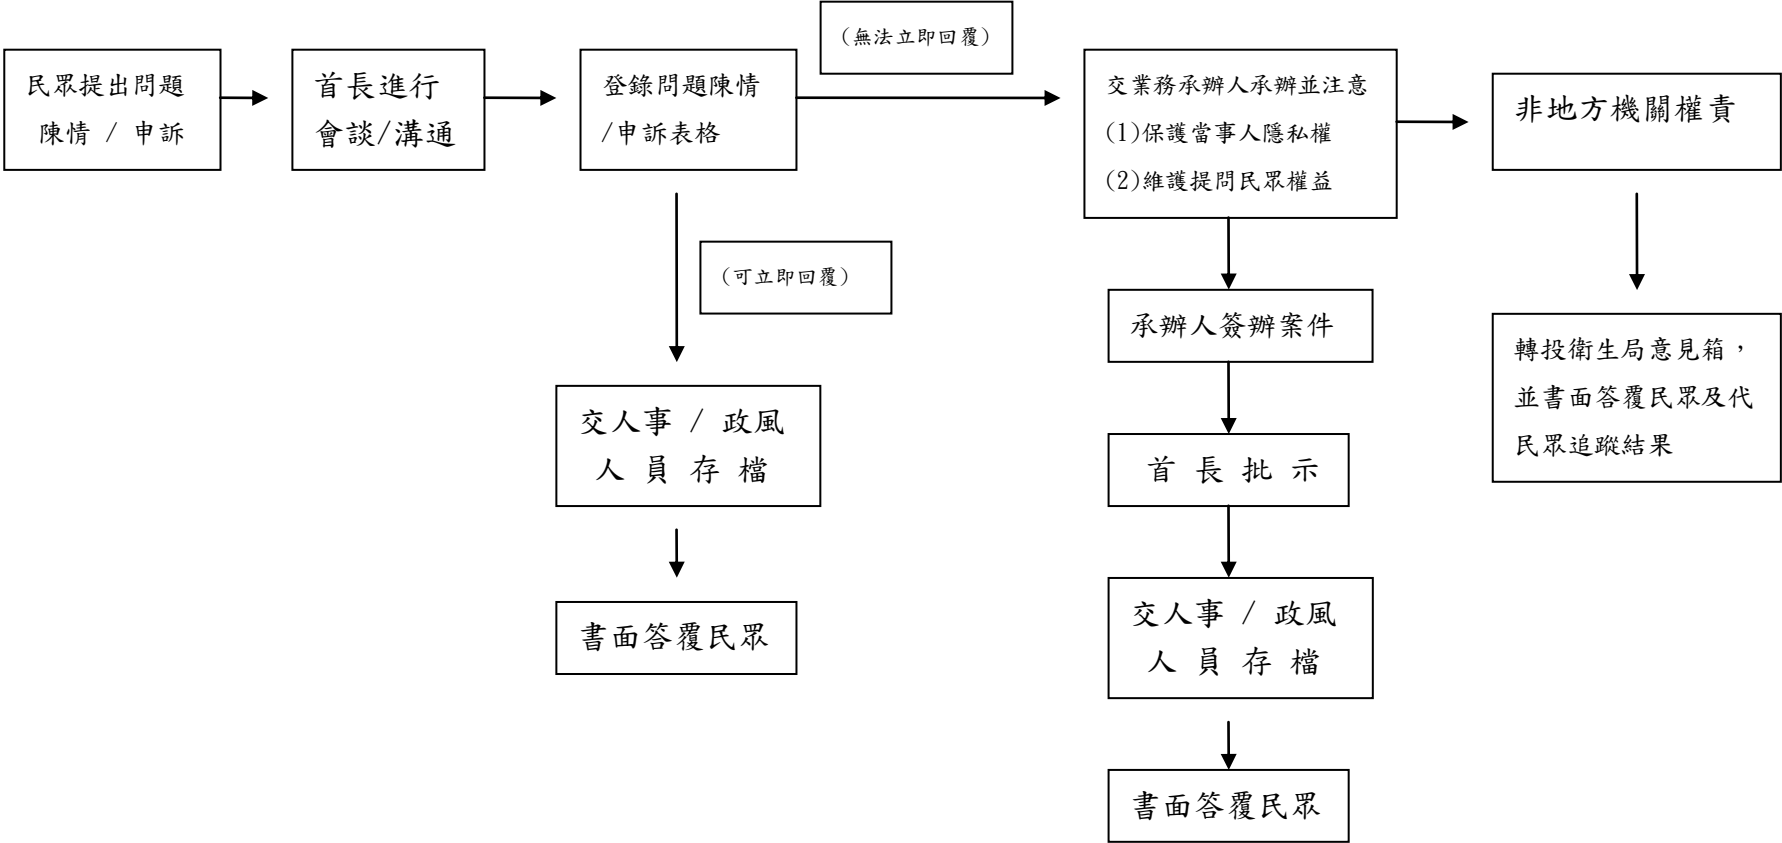 民眾提出問題
陳情 / 申訴
首長進行
會談/溝通
登錄問題陳情
/申訴表格
(無法立即回覆)
交業務承辦人承辦並注意
(1)保護當事人隱私權
(2)維護提問民眾權益
非地方機關權責
(可立即回覆)
交人事 / 政風
人 員 存 檔
書面答覆民眾
承辦人簽辦案件
首 長 批 示
交人事 / 政風
人 員 存 檔
書面答覆民眾
轉投衛生局意見箱，
並書面答覆民眾及代
民眾追蹤結果